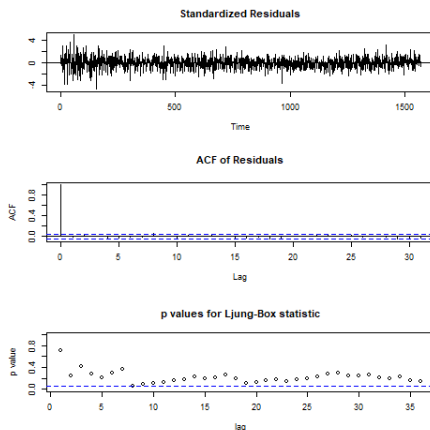 Standardized Residuals
4
0
-4
0 500 1000 1500
Time
ACF of Residuals
ACF
0.8
0.4
0.0
0 5 10 15 20 25 30
Lag
p values for Ljung-Box statistic
p value
0.8
0.4
0.0
0 5 10 15 20 25 30 35
lag